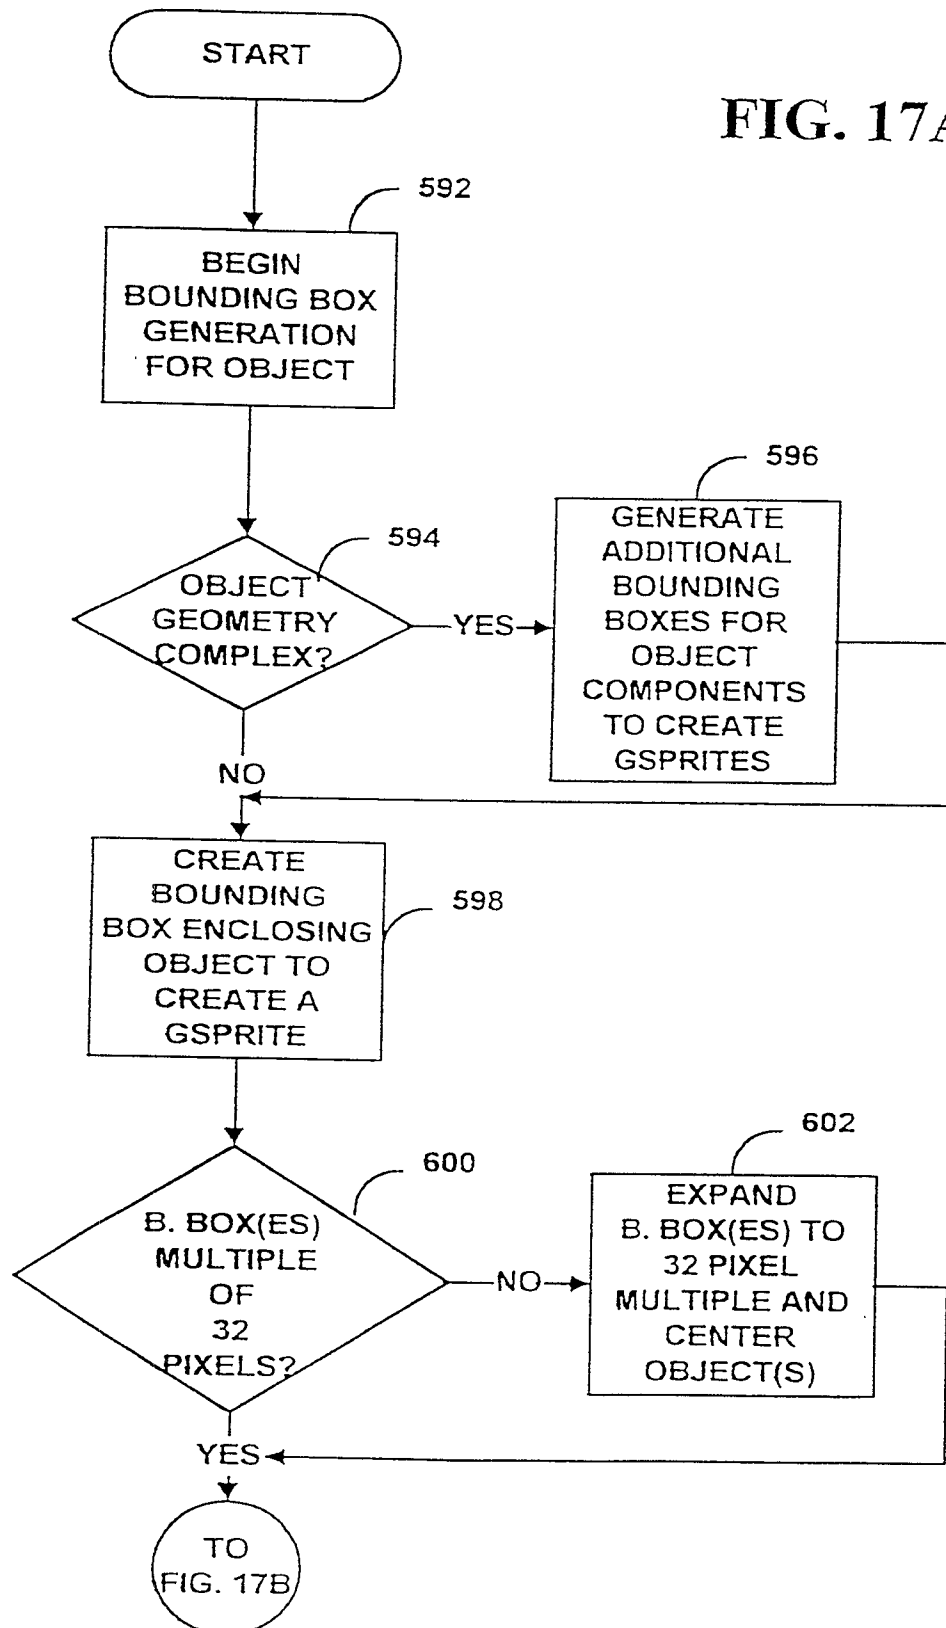 START
FIG. 17A
592
BEGIN
BOUNDING BOX
GENERATION
FOR OBJECT
594
OBJECT
GEOMETRY
COMPLEX?
YES
596
GENERATE
ADDITIONAL
BOUNDING
BOXES FOR
OBJECT
COMPONENTS
TO CREATE
GSPRITES
NO
598
CREATE
BOUNDING
BOX ENCLOSING
OBJECT TO
CREATE A
GSPRITE
600
B. BOX(ES)
MULTIPLE
OF
32
PIXELS?
NO
602
EXPAND
B. BOX(ES) TO
32 PIXEL
MULTIPLE AND
CENTER
OBJECT(S)
YES
TO
FIG. 17B